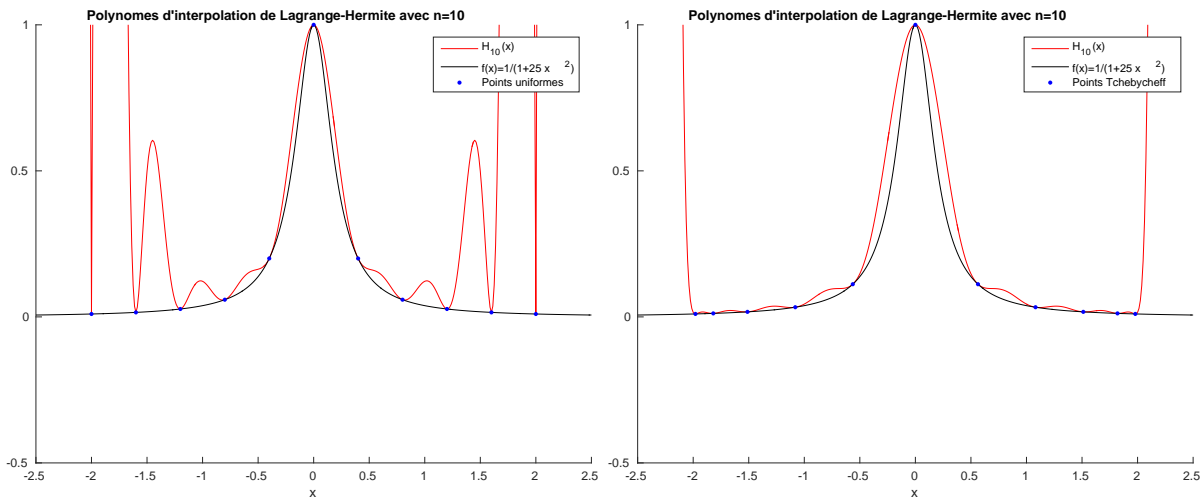 Polynomes d'interpolation de Lagrange-Hermite avec n=10
H10(x)
f(x)=1/(1+25 x 2)
Points uniformes
1
0.5
0
-0.5
-2.5 -2 -1.5 -1 -0.5 0 0.5 1 1.5 2 2.5
x
Polynomes d'interpolation de Lagrange-Hermite avec n=10
H10(x)
f(x)=1/(1+25 x 2)
Points Tchebycheff
1
0.5
0
-0.5
-2.5 -2 -1.5 -1 -0.5 0 0.5 1 1.5 2 2.5
x